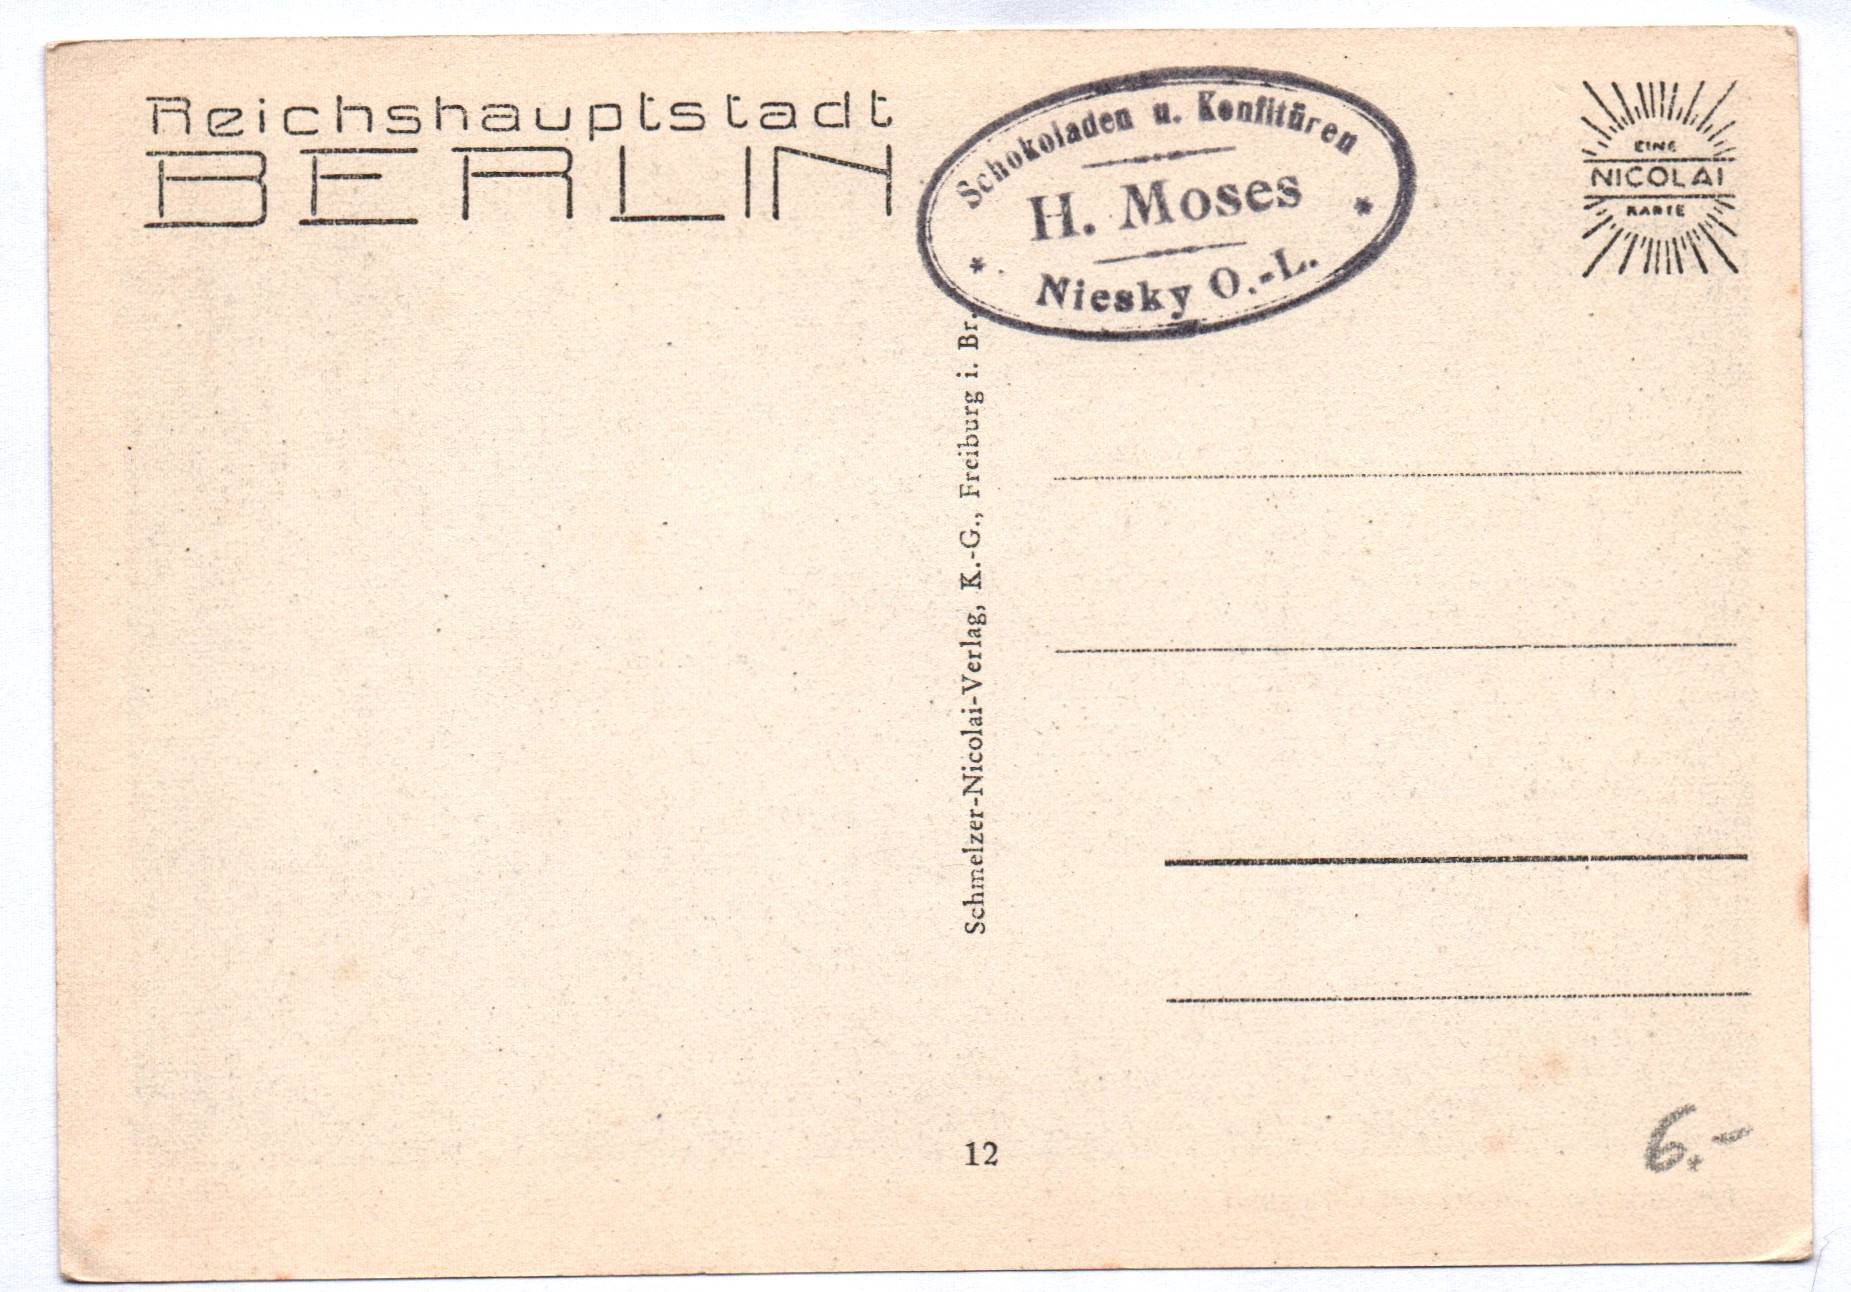 Reichshauptstadt
BERLIN
Schokoladen u. Konfitüren
H. Moses
* Niesky O.-L. *
EINE
NICOLAI
KARTE
Schmelzer-Nicolai-Verlag, K.-G., Freiburg i. Br.
12
6.-